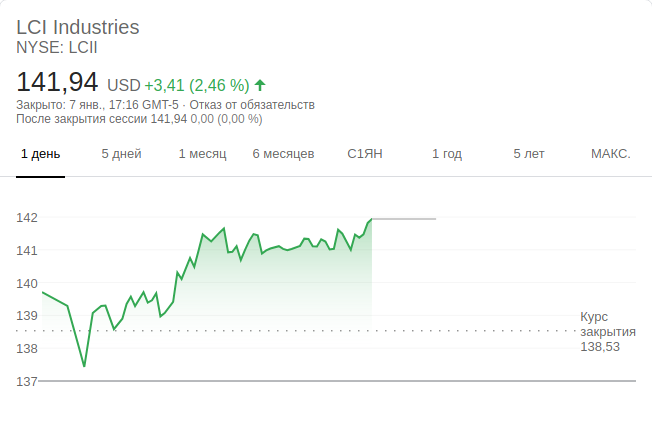 LCI Industries
NYSE: LCII
141,94 USD +3,41 (2,46 %)
Закрыто: 7 янв., 17:16 GMT-5 · Отказ от обязательств
После закрытия сессии 141,94 0,00 (0,00 %)
1 день 5 дней 1 месяц 6 месяцев С1ЯН 1 год 5 лет МАКС.
142
141
140
139
138
137
Курс
закрытия
138,53